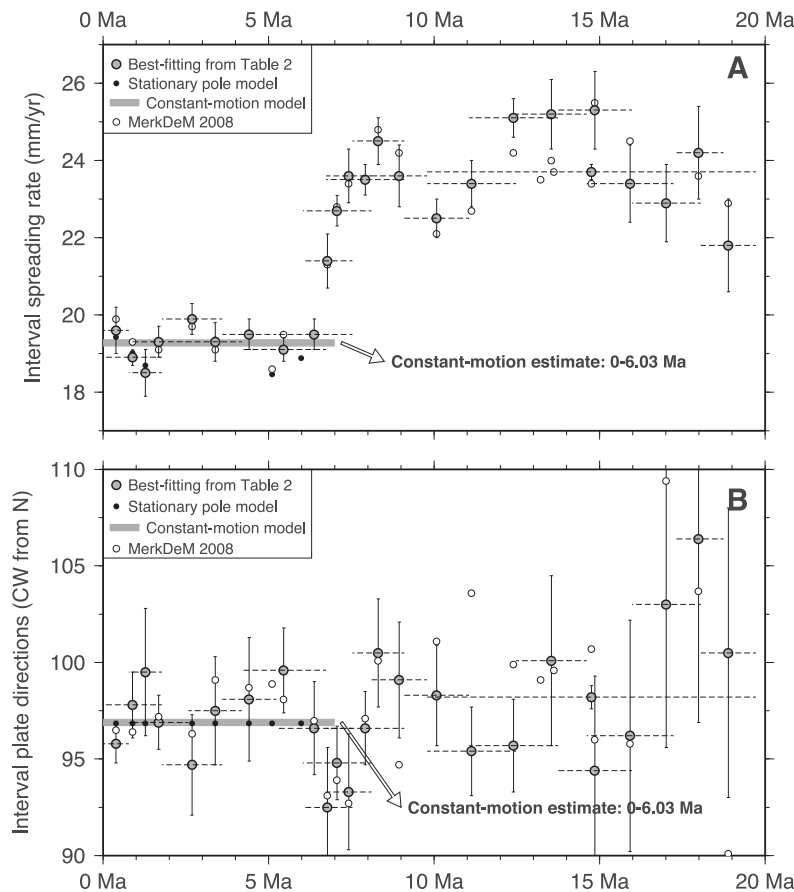 0 Ma 5 Ma 10 Ma 15 Ma 20 Ma
A
Best-fitting from Table 2
Stationary pole model
Constant-motion model
MerkDeM 2008
26
24
22
20
18
Interval spreading rate (mm/yr)
Constant-motion estimate: 0-6.03 Ma
B
Best-fitting from Table 2
Stationary pole model
Constant-motion model
MerkDeM 2008
110
105
100
95
90
Interval plate directions (CW from N)
Constant-motion estimate: 0-6.03 Ma
0 Ma 5 Ma 10 Ma 15 Ma 20 Ma